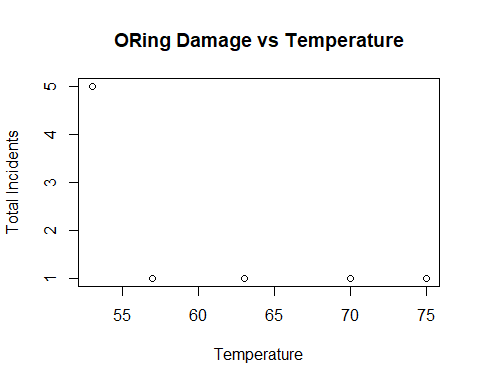 ORing Damage vs Temperature
Total Incidents
5
4
3
2
1
55 60 65 70 75
Temperature